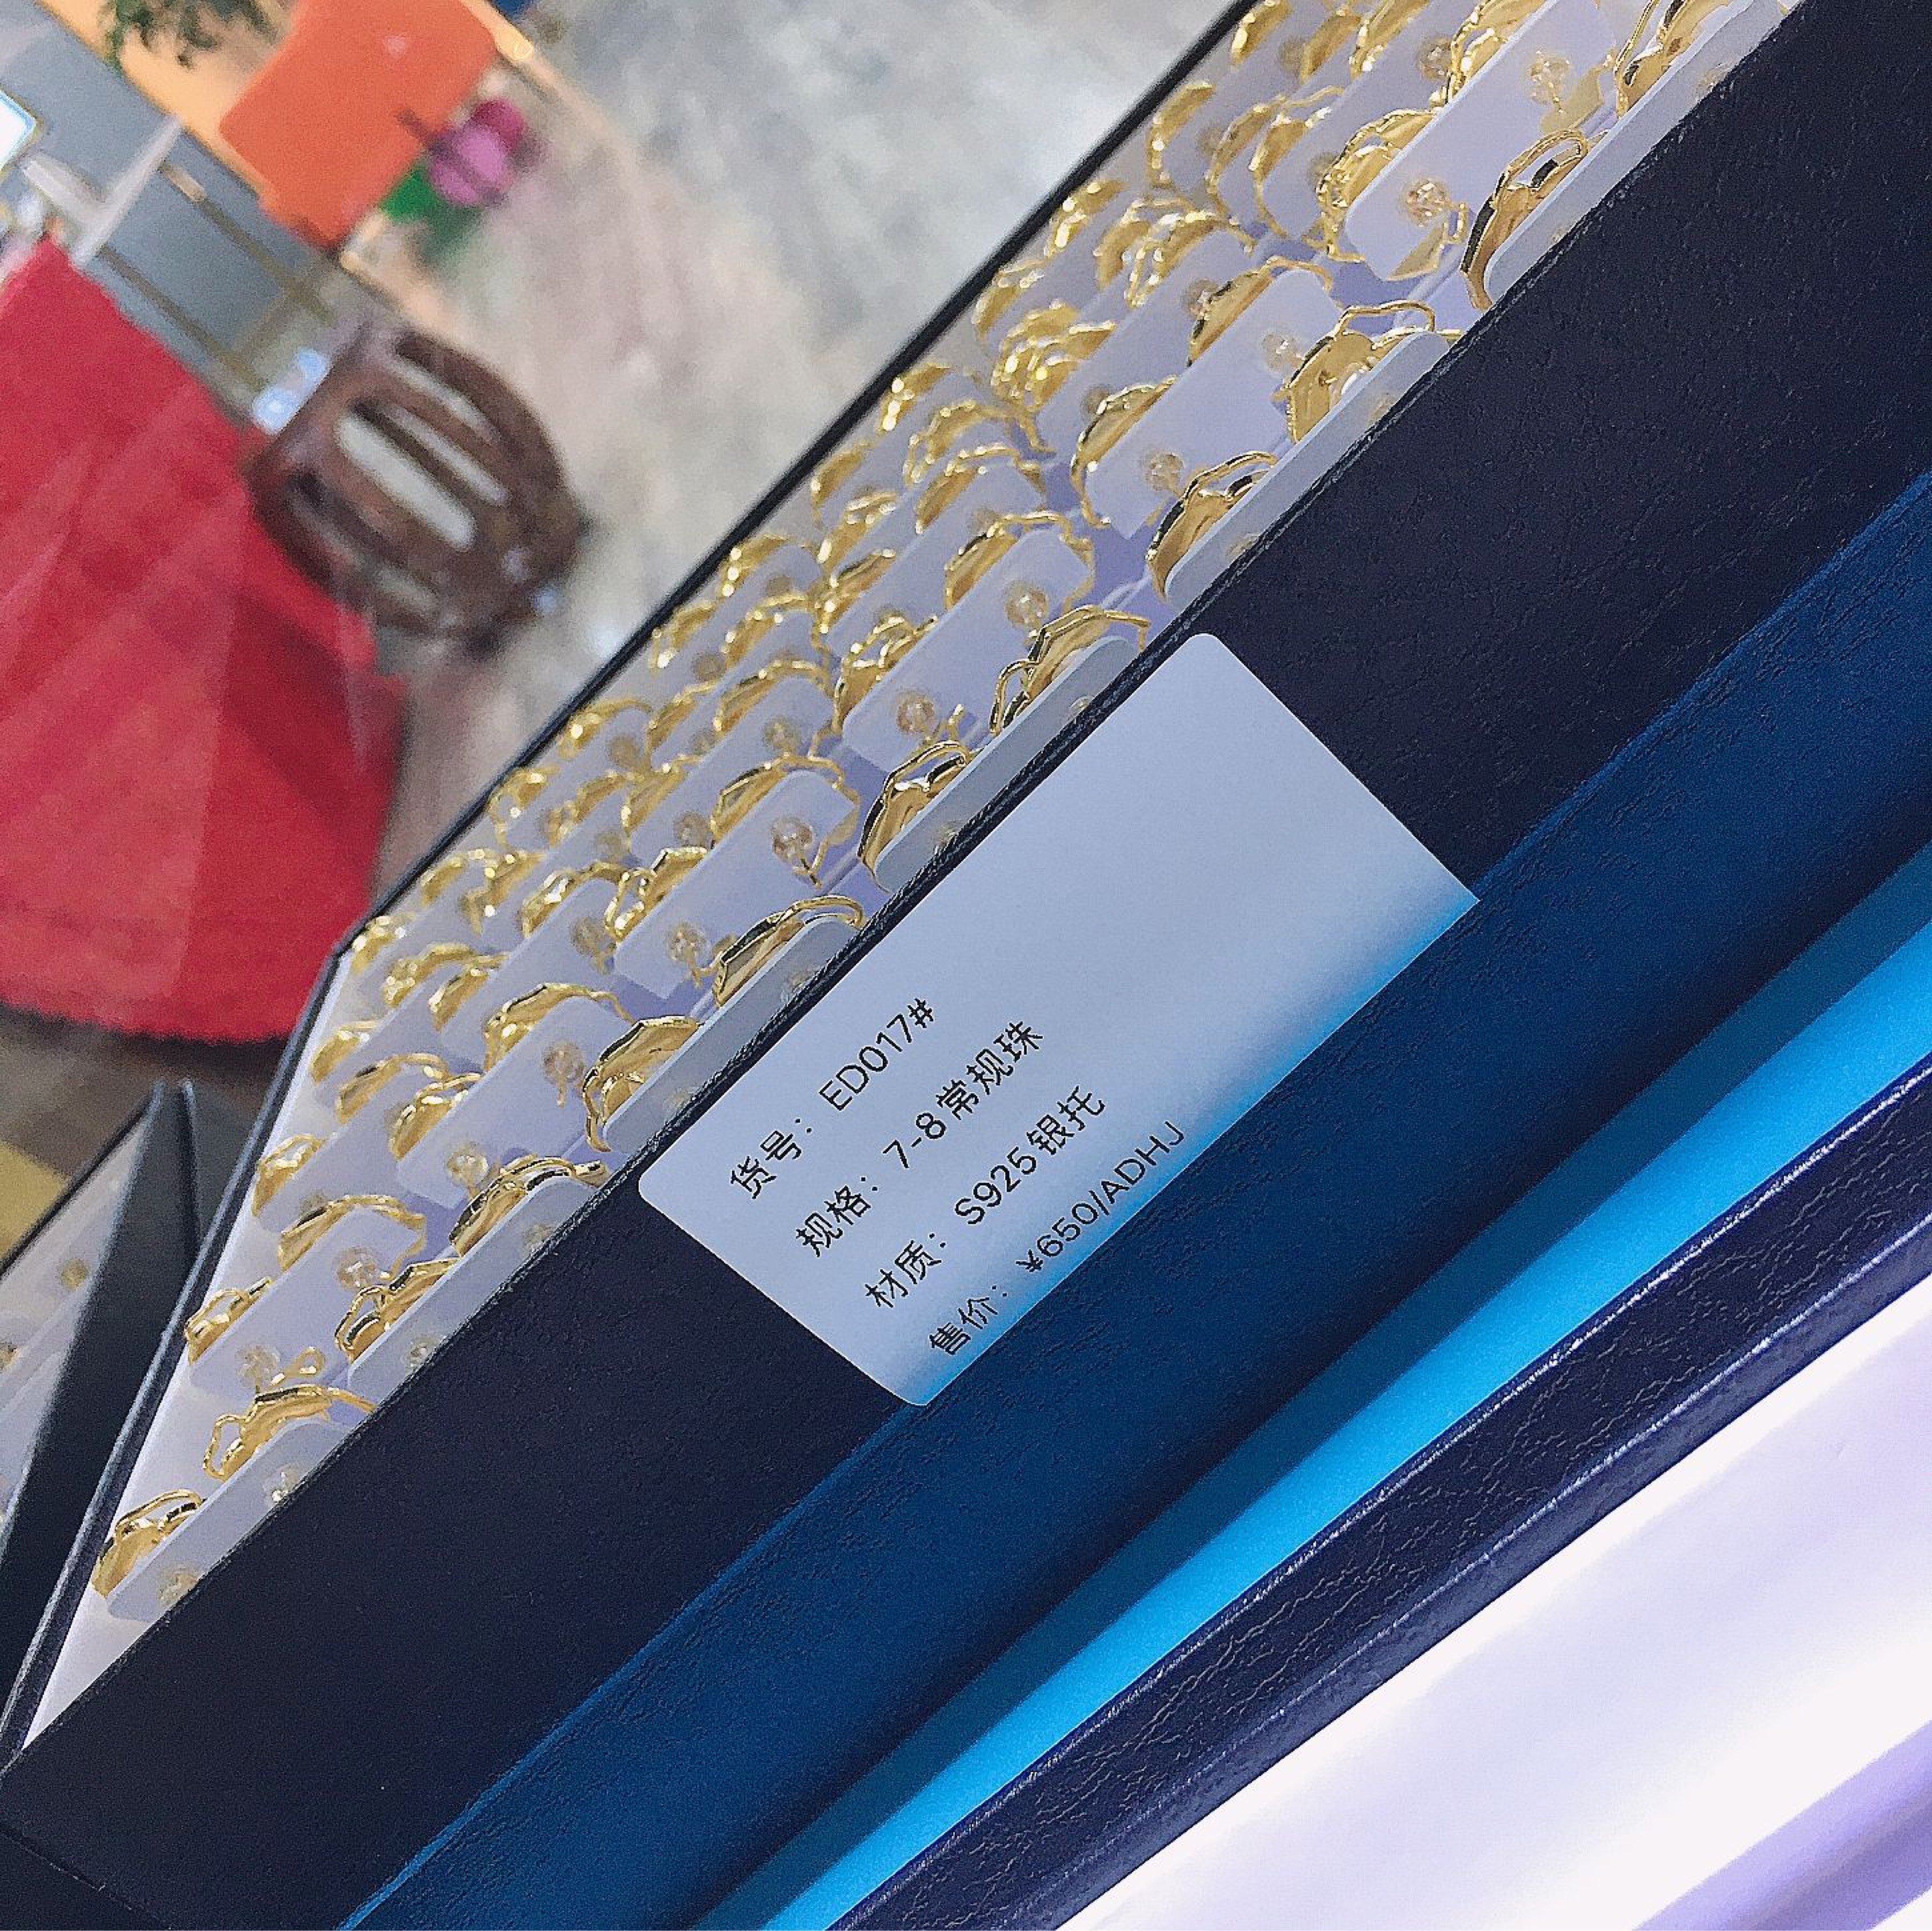 货号: ED017#
规格: 7-8常规珠
材质: S925银托
售价: ¥650/ADHJ